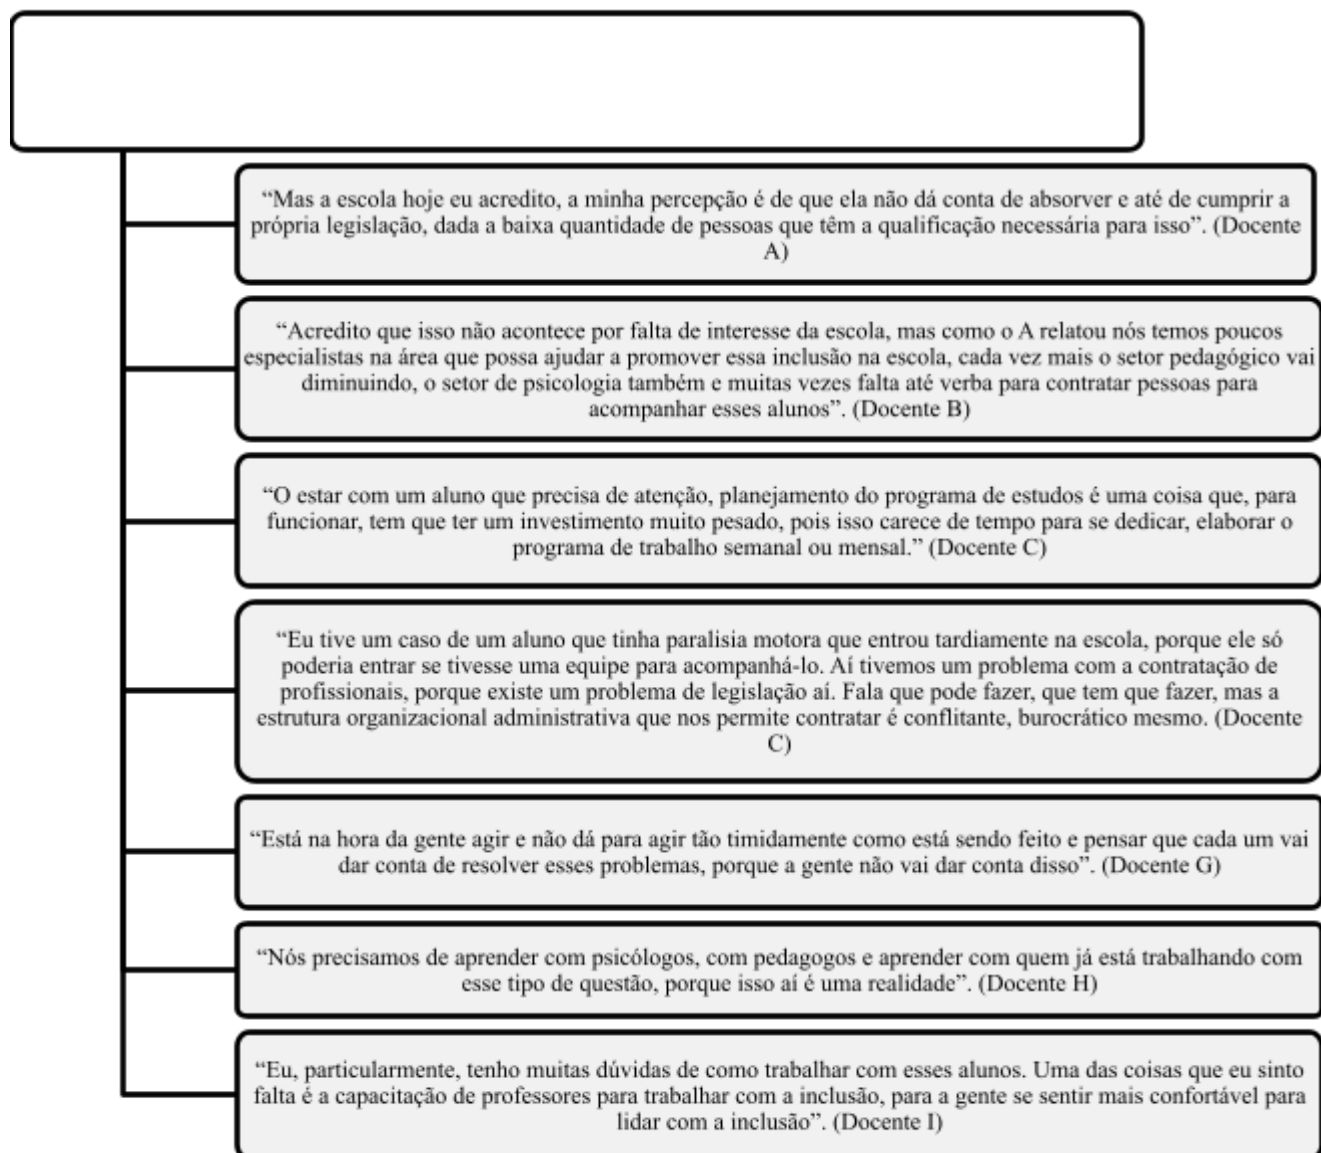 “Mas a escola hoje eu acredito, a minha percepção é de que ela não dá conta de absorver e até de cumprir a
própria legislação, dada a baixa quantidade de pessoas que têm a qualificação necessária para isso”. (Docente
A)
“Acredito que isso não acontece por falta de interesse da escola, mas como o A relatou nós temos poucos
especialistas na área que possa ajudar a promover essa inclusão na escola, cada vez mais o setor pedagógico vai
diminuindo, o setor de psicologia também e muitas vezes falta até verba para contratar pessoas para
acompanhar esses alunos”. (Docente B)
“O estar com um aluno que precisa de atenção, planejamento do programa de estudos é uma coisa que, para
funcionar, tem que ter um investimento muito pesado, pois isso carece de tempo para se dedicar, elaborar o
programa de trabalho semanal ou mensal.” (Docente C)
“Eu tive um caso de um aluno que tinha paralisia motora que entrou tardiamente na escola, porque ele só
poderia entrar se tivesse uma equipe para acompanhá-lo. Aí tivemos um problema com a contratação de
profissionais, porque existe um problema de legislação aí. Fala que pode fazer, que tem que fazer, mas a
estrutura organizacional administrativa que nos permite contratar é conflitante, burocrático mesmo. (Docente
C)
“Está na hora da gente agir e não dá para agir tão timidamente como está sendo feito e pensar que cada um vai
dar conta de resolver esses problemas, porque a gente não vai dar conta disso”. (Docente G)
“Nós precisamos de aprender com psicólogos, com pedagogos e aprender com quem já está trabalhando com
esse tipo de questão, porque isso aí é uma realidade”. (Docente H)
“Eu, particularmente, tenho muitas dúvidas de como trabalhar com esses alunos. Uma das coisas que eu sinto
falta é a capacitação de professores para trabalhar com a inclusão, para a gente se sentir mais confortável para
lidar com a inclusão”. (Docente I)